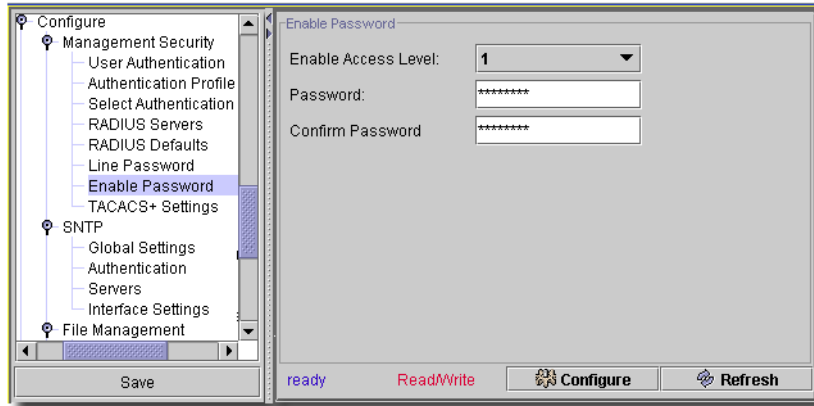 Configure
Management Security
User Authentication
Authentication Profile
Select Authentication
RADIUS Servers
RADIUS Defaults
Line Password
Enable Password
TACACS+ Settings
SNTP
Global Settings
Authentication
Servers
Interface Settings
File Management
Save
Enable Password
Enable Access Level: 1
Password: ********
Confirm Password ********
ready Read/Write Configure Refresh